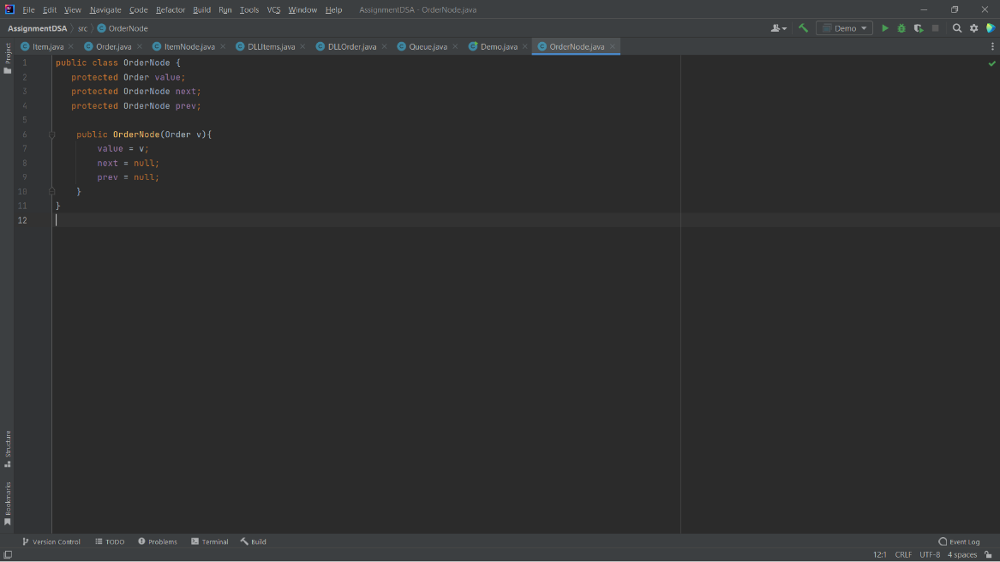 File Edit View Navigate Code Refactor Build Run Tools VCS Window Help AssignmentDSA - OrderNode.java
AssignmentDSA src OrderNode Demo
Item.java Order.java ItemNode.java DLLItems.java DLLOrder.java Queue.java Demo.java OrderNode.java
Project
1 public class OrderNode {
2 protected Order value;
3 protected OrderNode next;
4 protected OrderNode prev;
5
6 public OrderNode(Order v){
7 value = v;
8 next = null;
9 prev = null;
10 }
11 }
12
Structure
Bookmarks
Version Control TODO Problems Terminal Build Event Log
12:1 CRLF UTF-8 4 spaces